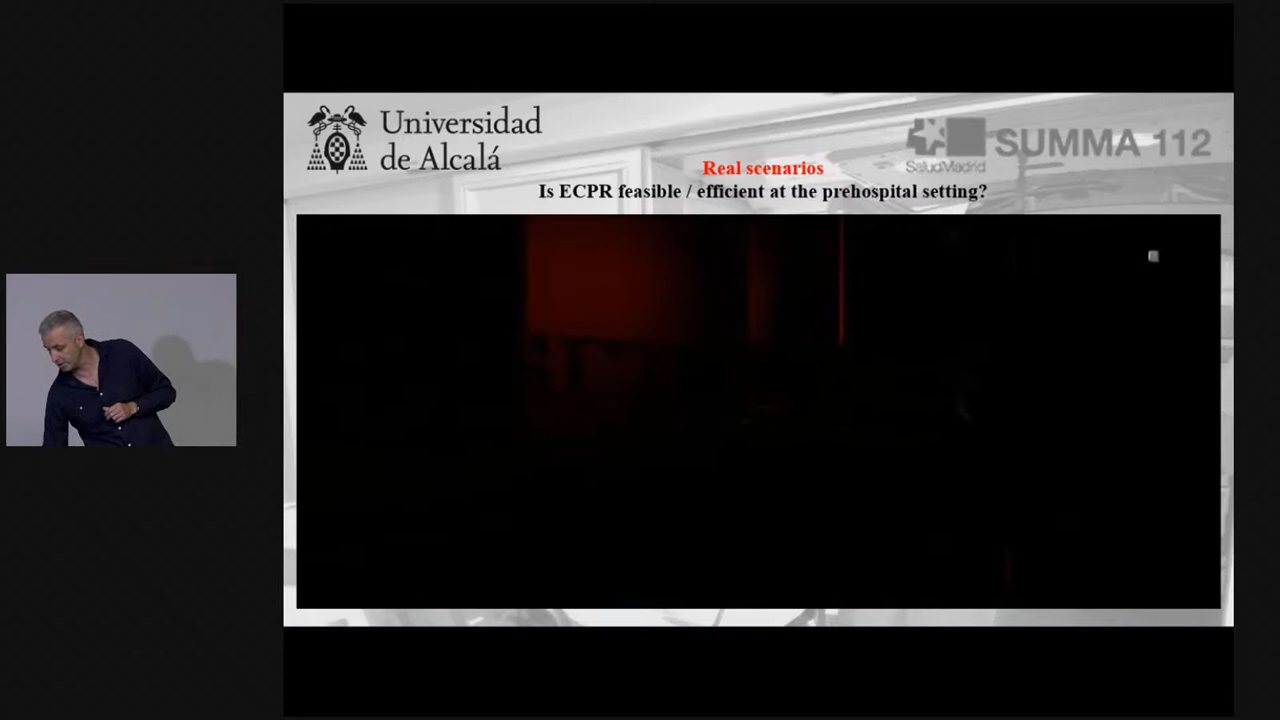 Universidad
de Alcalá
SaludMadrid
SUMMA 112
Real scenarios
Is ECPR feasible / efficient at the prehospital setting?